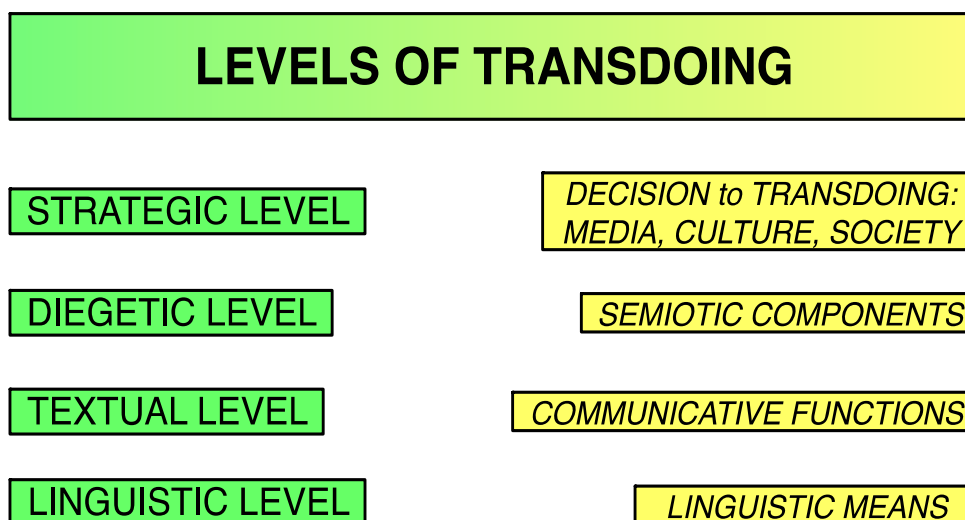 LEVELS OF TRANSDOING
STRATEGIC LEVEL
DECISION to TRANSDOING:
MEDIA, CULTURE, SOCIETY
DIEGETIC LEVEL
SEMIOTIC COMPONENTS
TEXTUAL LEVEL
COMMUNICATIVE FUNCTIONS
LINGUISTIC LEVEL
LINGUISTIC MEANS